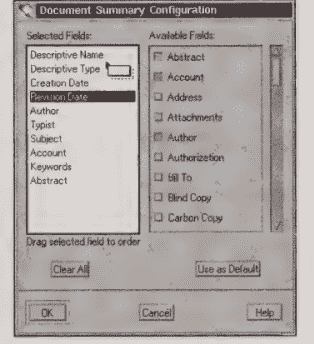 Document Summary Configuration
Selected Fields:
Descriptive Name
Descriptive Type
Creation Date
Revision Date
Author
Typist
Subject
Account
Keywords
Abstract
Drag selected field to order
Available Fields:
Abstract
Account
Address
Attachments
Author
Authorization
Bill To
Blind Copy
Carbon Copy
Clear All
Use as Default
OK
Cancel
Help